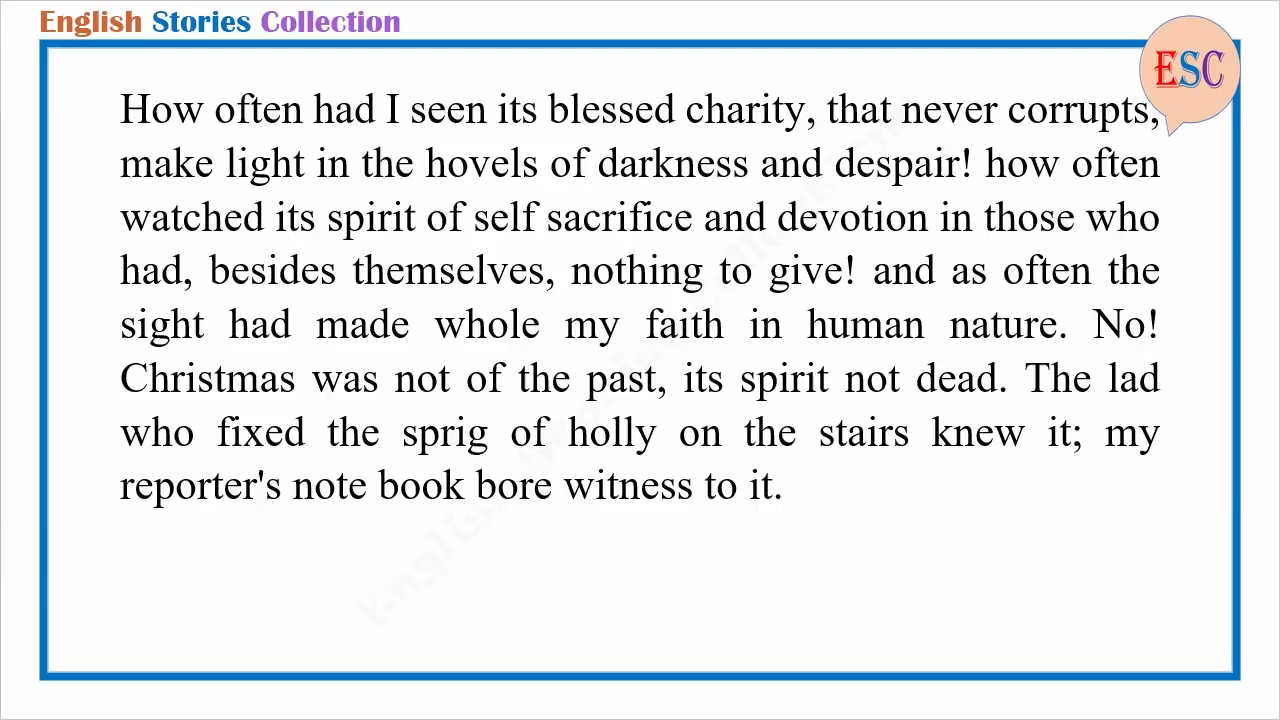 English Stories Collection
ESC
How often had I seen its blessed charity, that never corrupts,
make light in the hovels of darkness and despair! how often
watched its spirit of self sacrifice and devotion in those who
had, besides themselves, nothing to give! and as often the
sight had made whole my faith in human nature. No!
Christmas was not of the past, its spirit not dead. The lad
who fixed the sprig of holly on the stairs knew it; my
reporter's note book bore witness to it.